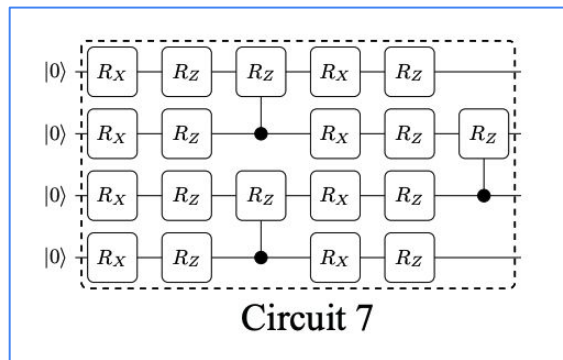 |0⟩ R_X R_Z R_Z R_X R_Z
|0⟩ R_X R_Z R_X R_Z R_Z
|0⟩ R_X R_Z R_Z R_X R_Z
|0⟩ R_X R_Z R_X R_Z
Circuit 7